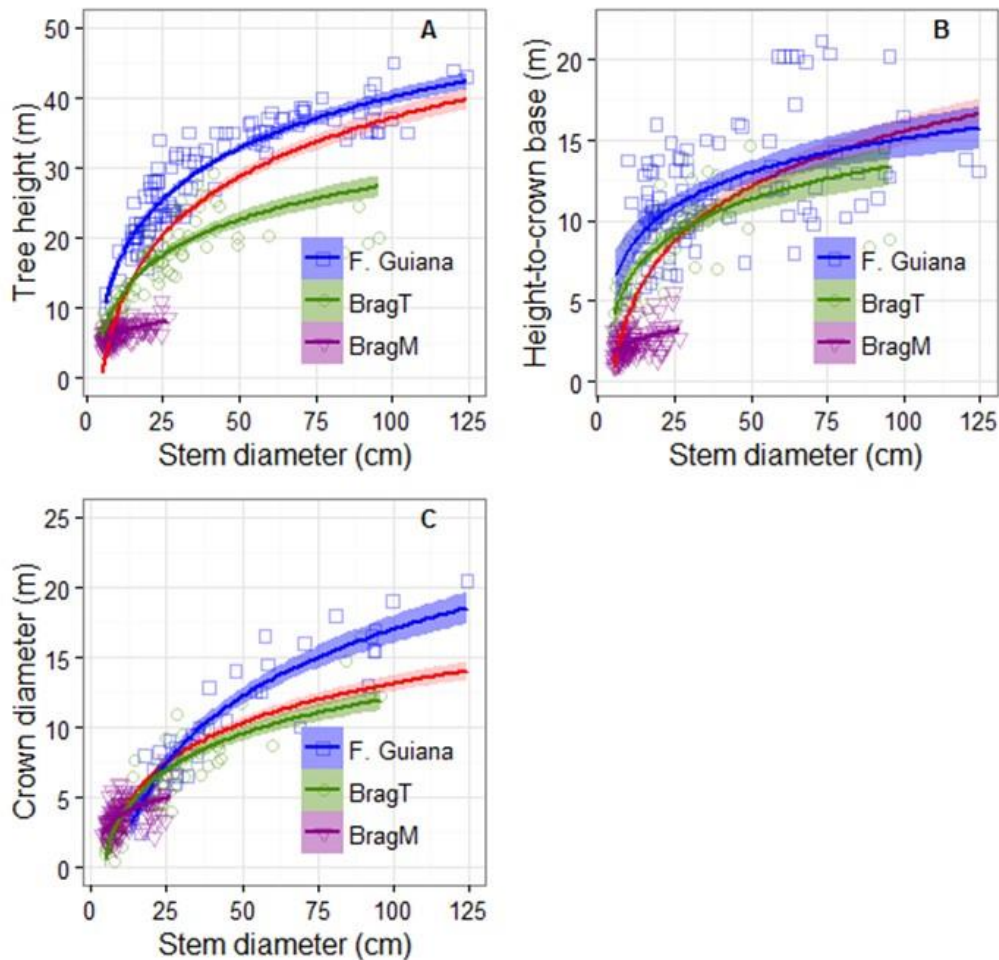 A
Tree height (m)
50
40
30
20
10
0
F. Guiana
BragT
BragM
0 25 50 75 100 125
Stem diameter (cm)
B
Height-to-crown base (m)
20
15
10
5
0
F. Guiana
BragT
BragM
0 25 50 75 100 125
Stem diameter (cm)
C
Crown diameter (m)
25
20
15
10
5
0
F. Guiana
BragT
BragM
0 25 50 75 100 125
Stem diameter (cm)